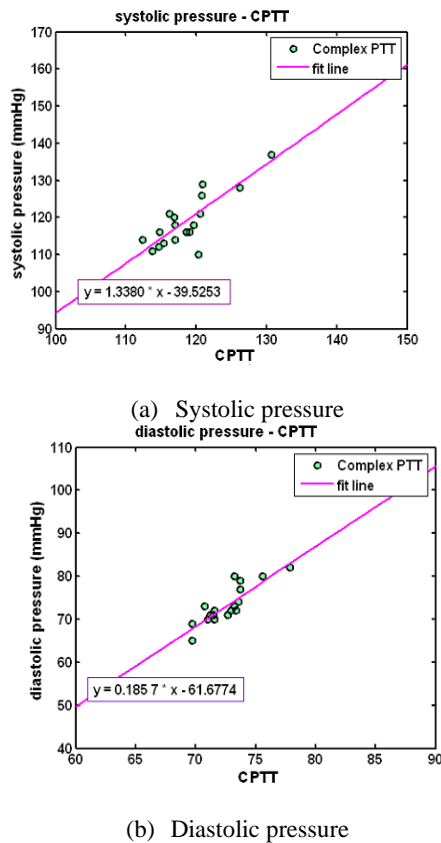 systolic pressure - CPTT
170
160
150
140
130
120
110
100
90
systolic pressure (mmHg)
Complex PTT
fit line
y = 1.3380 * x - 39.5253
100 110 120 130 140 150
CPTT
(a) Systolic pressure
diastolic pressure - CPTT
110
100
90
80
70
60
50
40
diastolic pressure (mmHg)
Complex PTT
fit line
y = 0.185 7 * x - 61.6774
60 65 70 75 80 85 90
CPTT
(b) Diastolic pressure